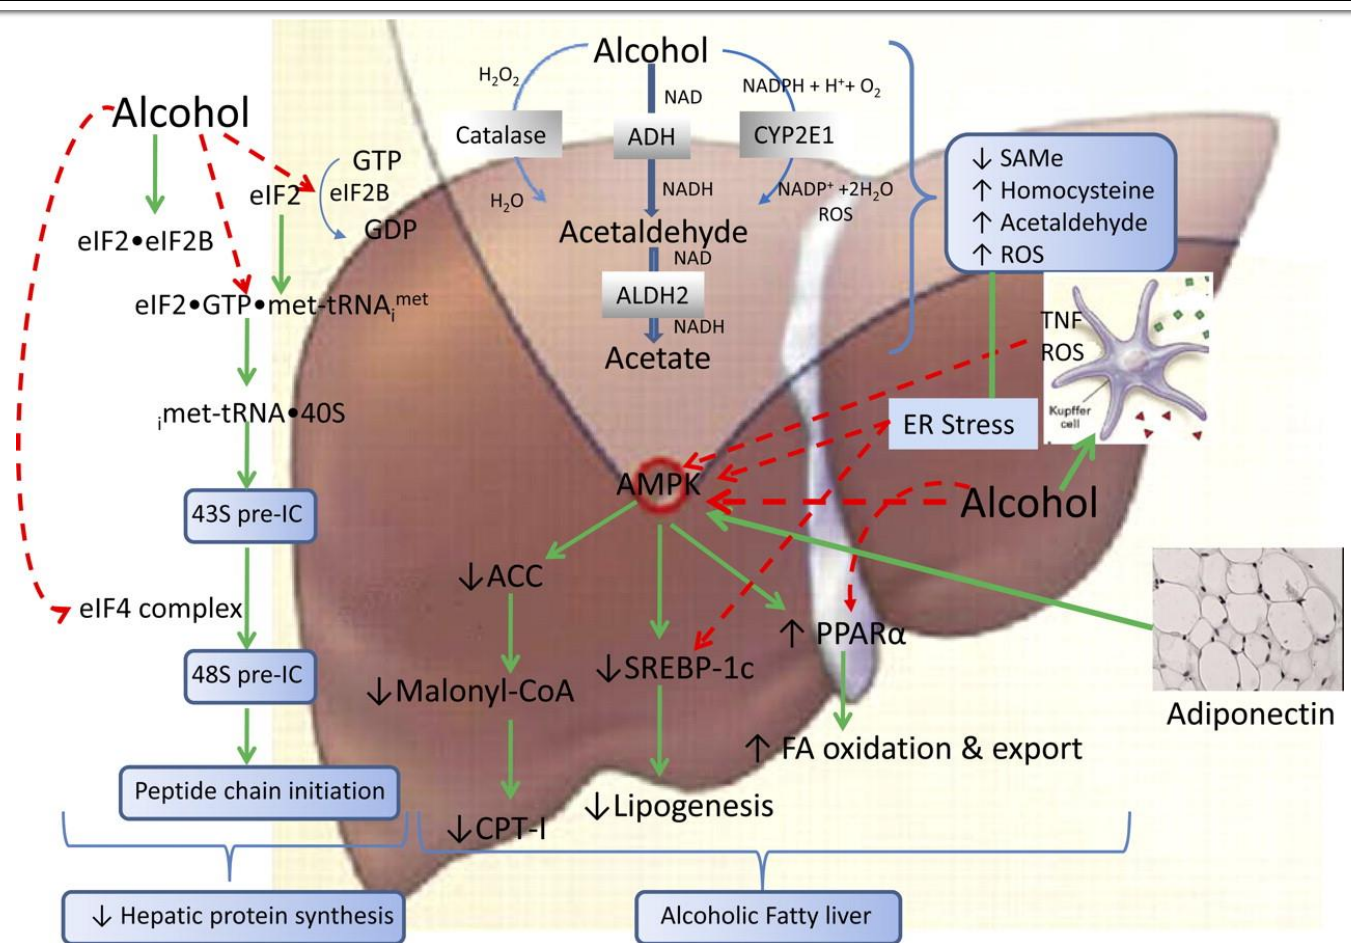 Alcohol
eIF2•eIF2B
eIF2
GTP
eIF2B
GDP
eIF2•GTP•met-tRNAᵢᵐᵉᵗ
ᵢmet-tRNA•40S
43S pre-IC
eIF4 complex
48S pre-IC
Peptide chain initiation
↓ Hepatic protein synthesis
Alcohol
H₂O₂
NAD
NADPH + H⁺+ O₂
Catalase
ADH
CYP2E1
H₂O
NADH
NADP⁺ +2H₂O
ROS
Acetaldehyde
NAD
ALDH2
NADH
Acetate
↓ SAMe
↑ Homocysteine
↑ Acetaldehyde
↑ ROS
TNF
ROS
Kupffer
cell
ER Stress
AMPK
Alcohol
↓ACC
↑ PPARα
↓Malonyl-CoA
↓SREBP-1c
Adiponectin
↑ FA oxidation & export
↓CPT-I
↓Lipogenesis
Alcoholic Fatty liver